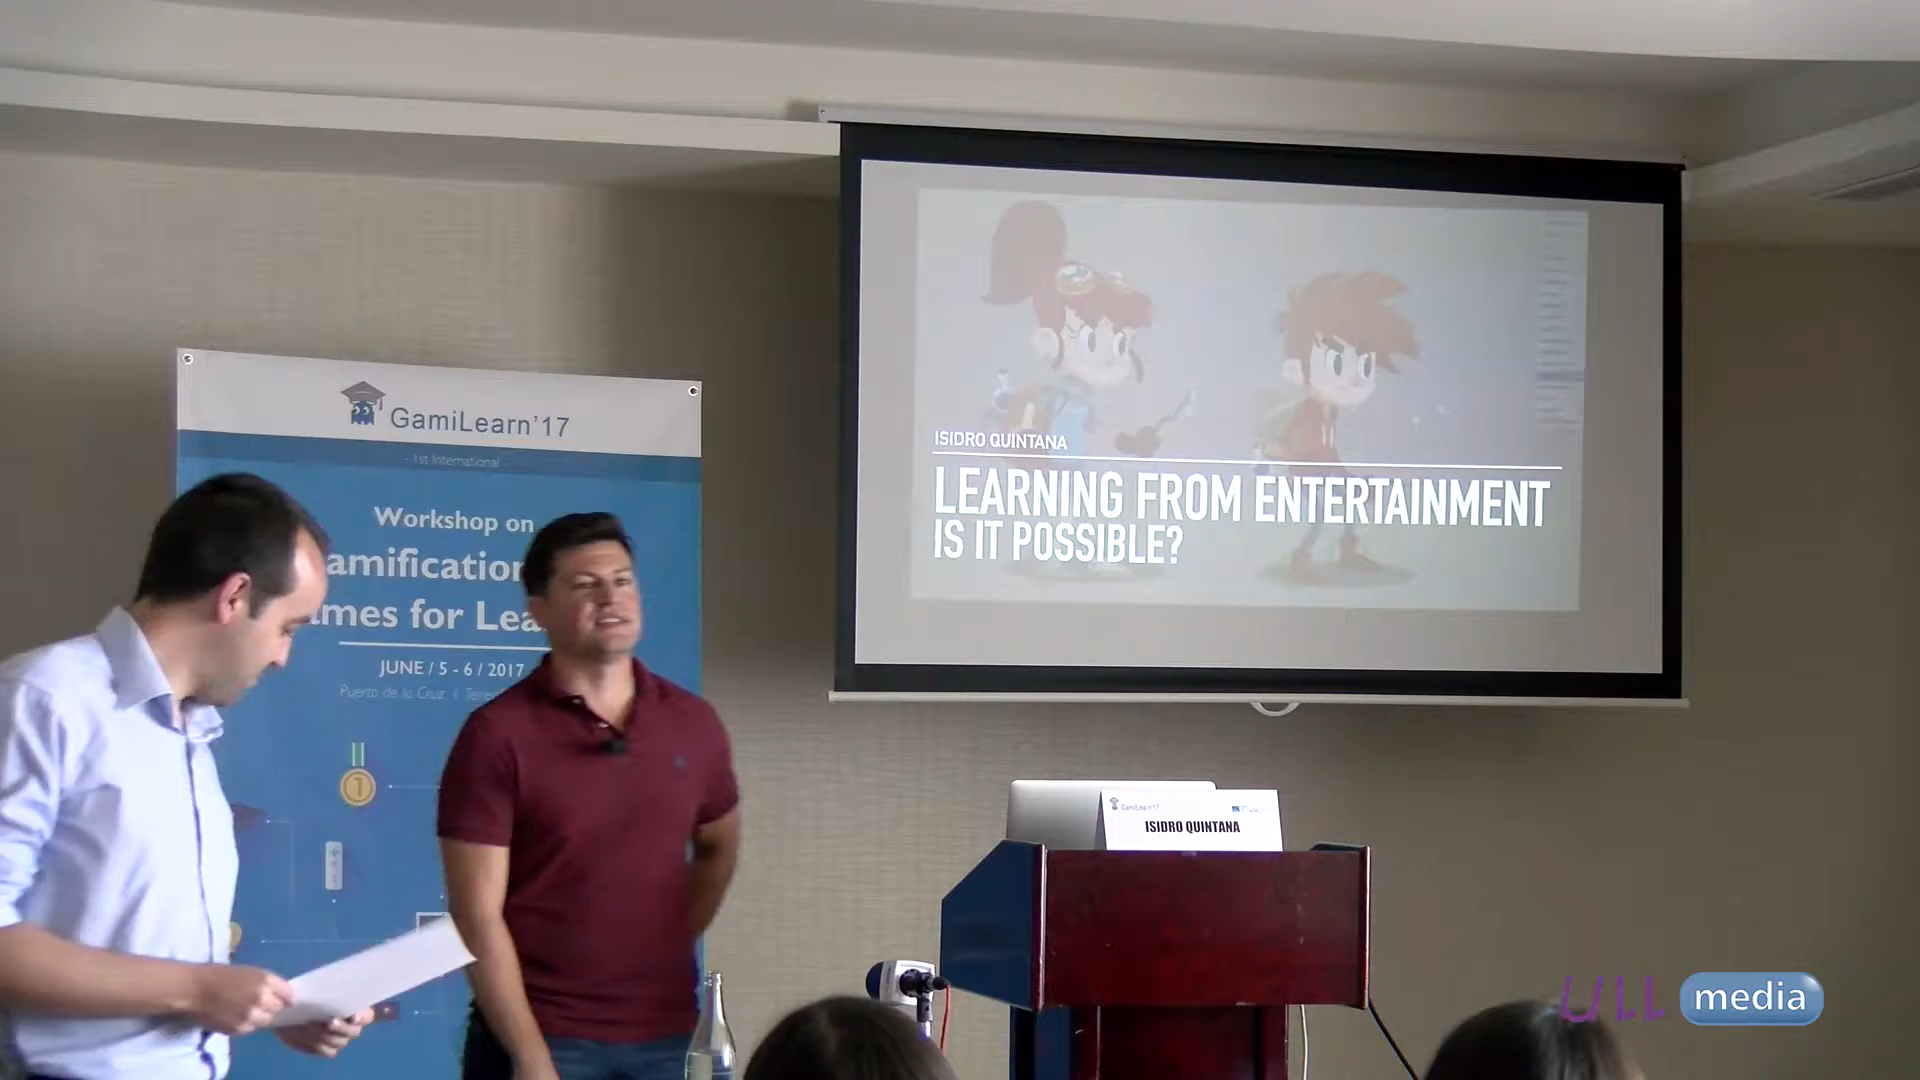 GamiLearn'17
- 1st International -
Workshop on
amification
mes for Lea
JUNE / 5 - 6 / 2017
Puerto de la Cruz
ISIDRO QUINTANA
LEARNING FROM ENTERTAINMENT
IS IT POSSIBLE?
GamiLearn'17
ISIDRO QUINTANA
ULL media